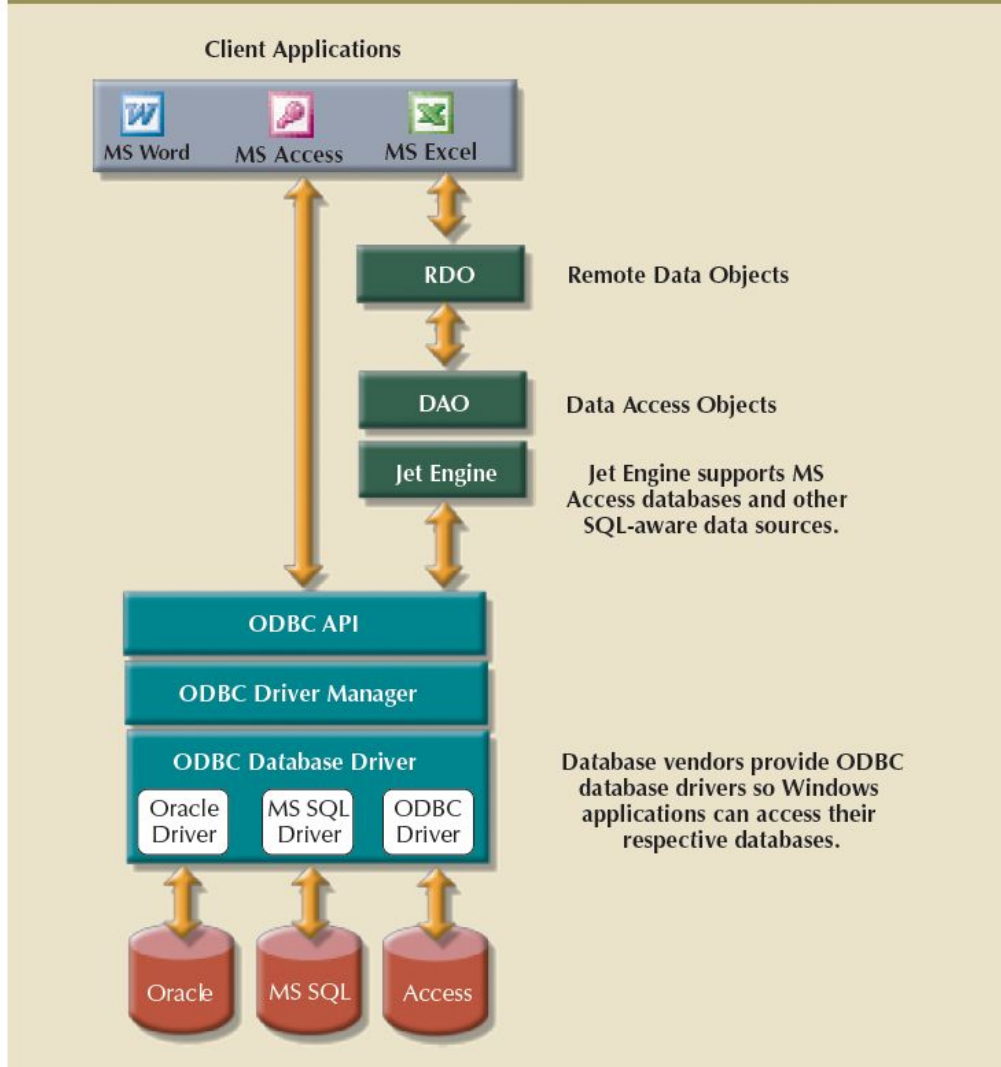 Client Applications
MS Word
MS Access
MS Excel
RDO
Remote Data Objects
DAO
Data Access Objects
Jet Engine
Jet Engine supports MS
Access databases and other
SQL-aware data sources.
ODBC API
ODBC Driver Manager
ODBC Database Driver
Oracle
Driver
MS SQL
Driver
ODBC
Driver
Database vendors provide ODBC
database drivers so Windows
applications can access their
respective databases.
Oracle
MS SQL
Access